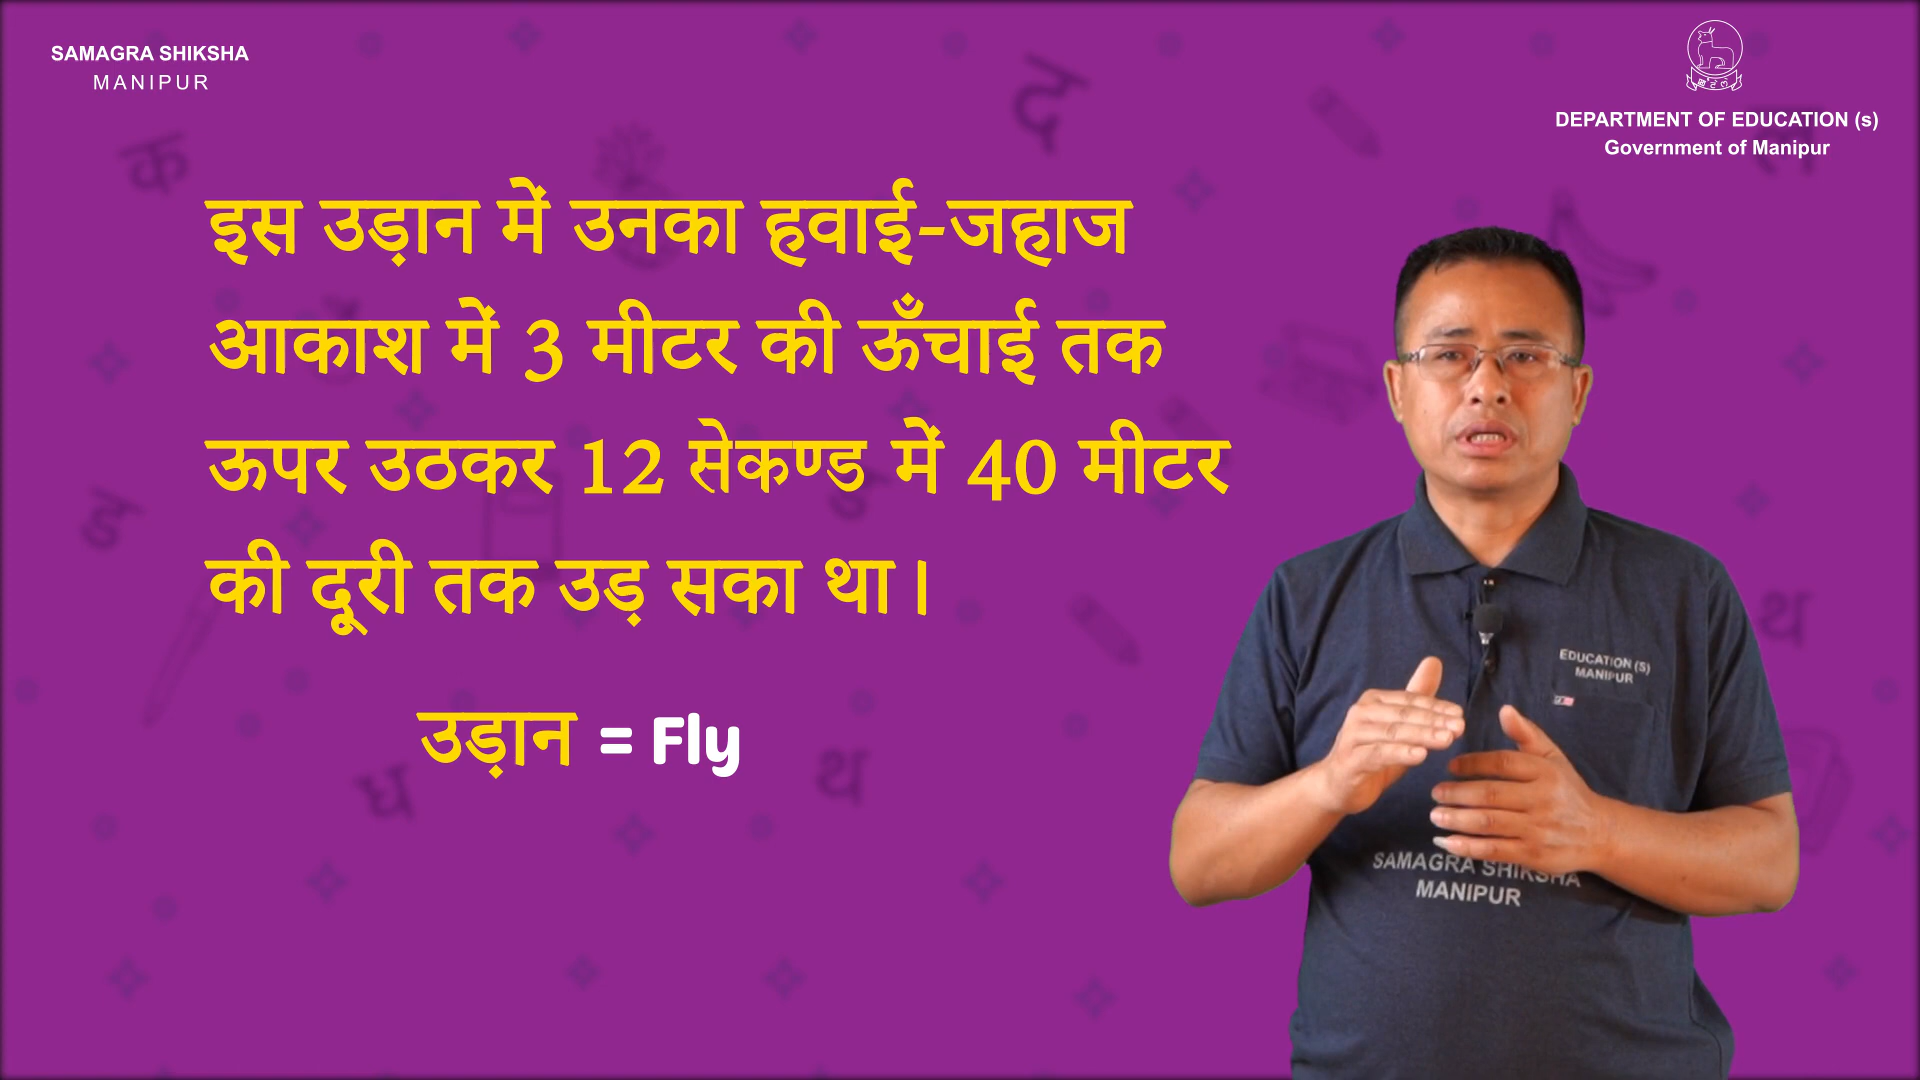 SAMAGRA SHIKSHA
MANIPUR
DEPARTMENT OF EDUCATION (s)
Government of Manipur
इस उड़ान में उनका हवाई-जहाज
आकाश में 3 मीटर की ऊँचाई तक
ऊपर उठकर 12 सेकण्ड में 40 मीटर
की दूरी तक उड़ सका था।
उड़ान = Fly
EDUCATION (S)
MANIPUR
SAMAGRA SHIKSHA
MANIPUR